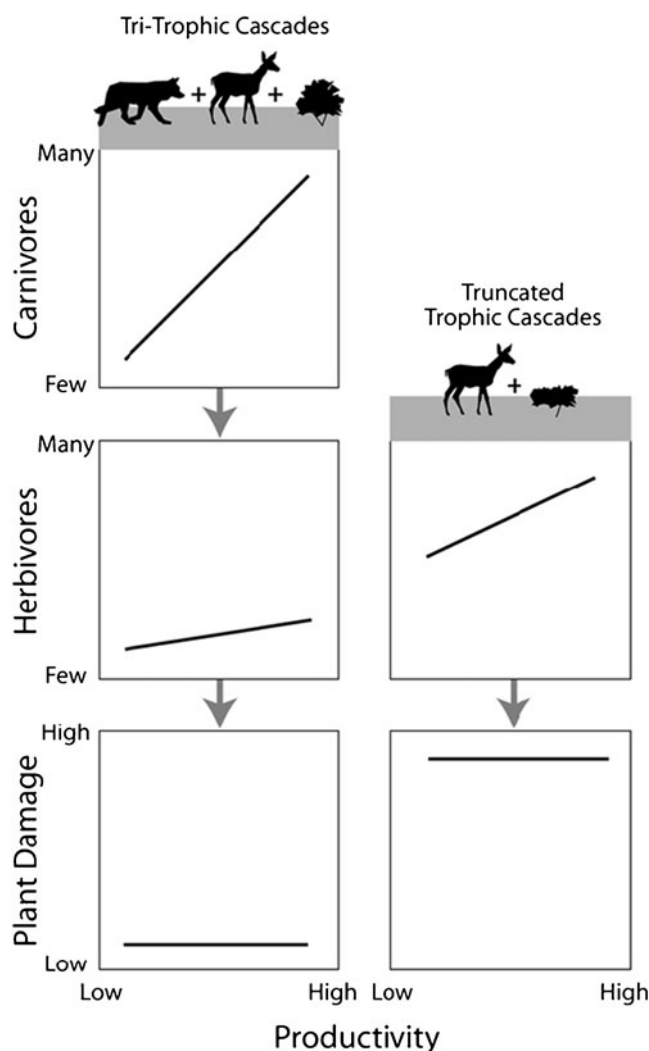 Tri-Trophic Cascades
+ +
Many
Carnivores
Few
Truncated
Trophic Cascades
+
Many
Herbivores
Few
High
Plant Damage
Low
Low High Low High
Productivity